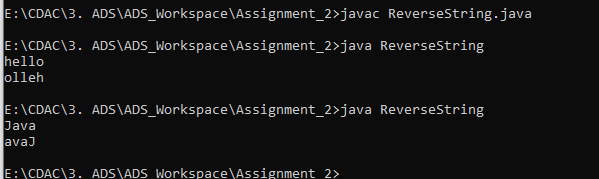 E:\CDAC\3. ADS\ADS_Workspace\Assignment_2>javac ReverseString.java
E:\CDAC\3. ADS\ADS_Workspace\Assignment_2>java ReverseString
hello
olleh
E:\CDAC\3. ADS\ADS_Workspace\Assignment_2>java ReverseString
Java
avaJ
E:\CDAC\3. ADS\ADS_Workspace\Assignment_2>